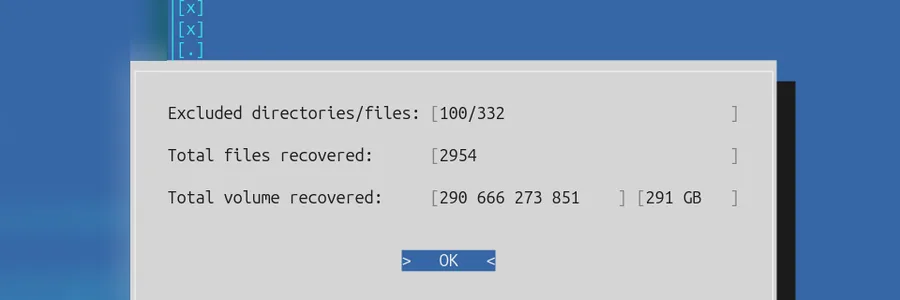 [x]
[x]
[.]
Excluded directories/files: [100/332 ]
Total files recovered: [2954 ]
Total volume recovered: [290 666 273 851 ] [291 GB ]
> OK <